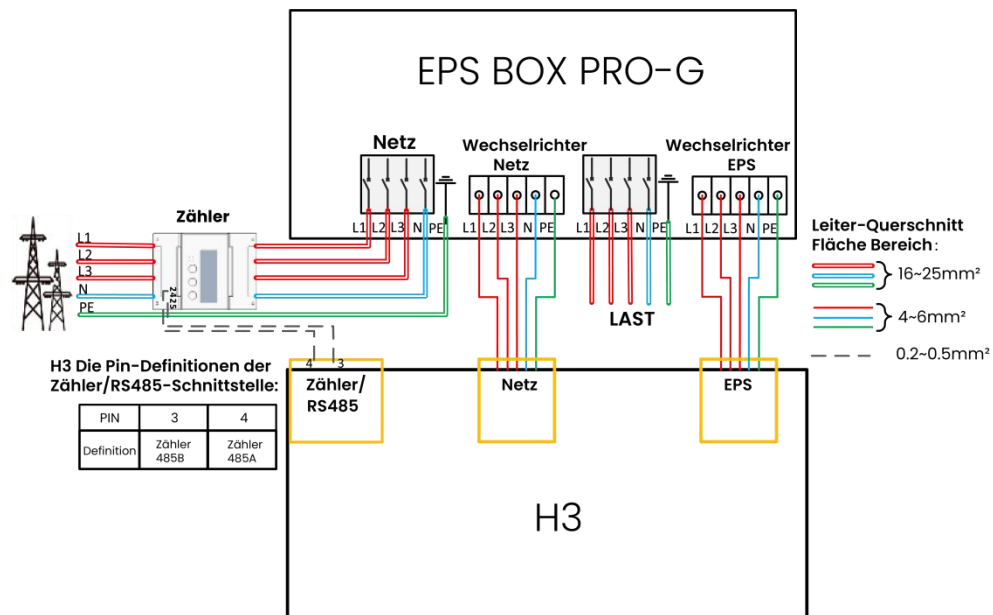 EPS BOX PRO-G
Netz
Wechselrichter
Netz
Wechselrichter
EPS
L1 L2 L3 N PE
L1 L2 L3 N PE
L1 L2 L3 N PE
L1 L2 L3 N PE
Zähler
L1
L2
L3
N
PE
2425
LAST
Leiter-Querschnitt
Fläche Bereich:
16~25mm²
4~6mm²
0.2~0.5mm²
H3 Die Pin-Definitionen der
Zähler/RS485-Schnittstelle:
PIN 3 4
Definition Zähler 485B Zähler 485A
4 3
Zähler/
RS485
Netz
EPS
H3